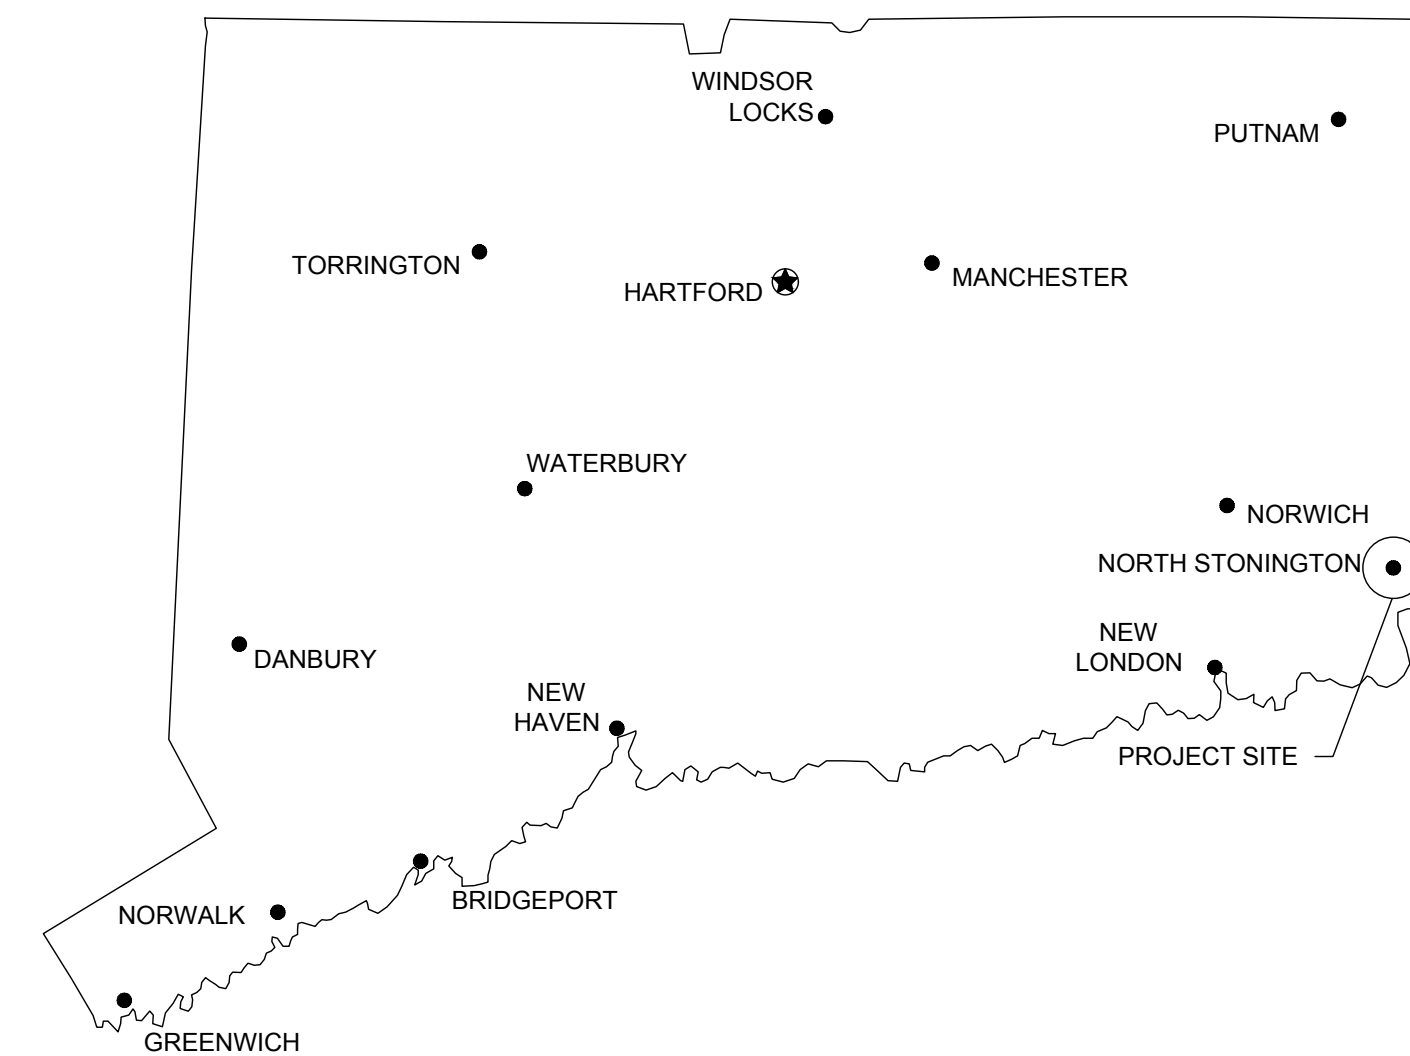 WINDSOR
LOCKS
PUTNAM
TORRINGTON
HARTFORD
MANCHESTER
WATERBURY
NORWICH
NORTH STONINGTON
DANBURY
NEW
LONDON
NEW
HAVEN
PROJECT SITE
BRIDGEPORT
NORWALK
GREENWICH